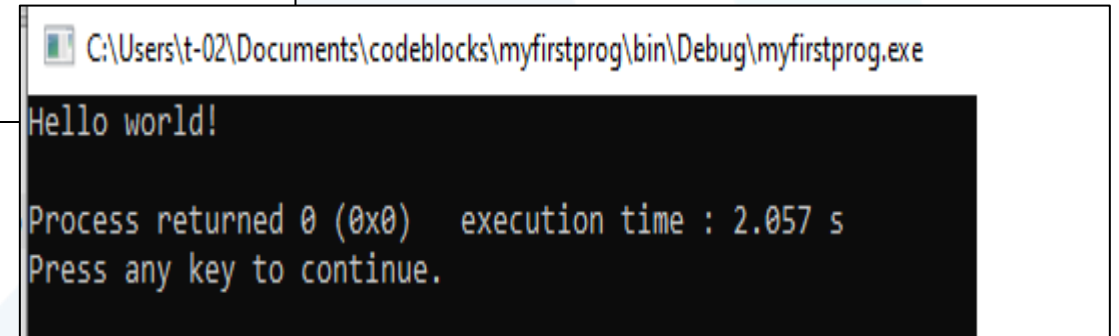 C:\Users\t-02\Documents\codeblocks\myfirstprog\bin\Debug\myfirstprog.exe
Hello world!
Process returned 0 (0x0)   execution time : 2.057 s
Press any key to continue.